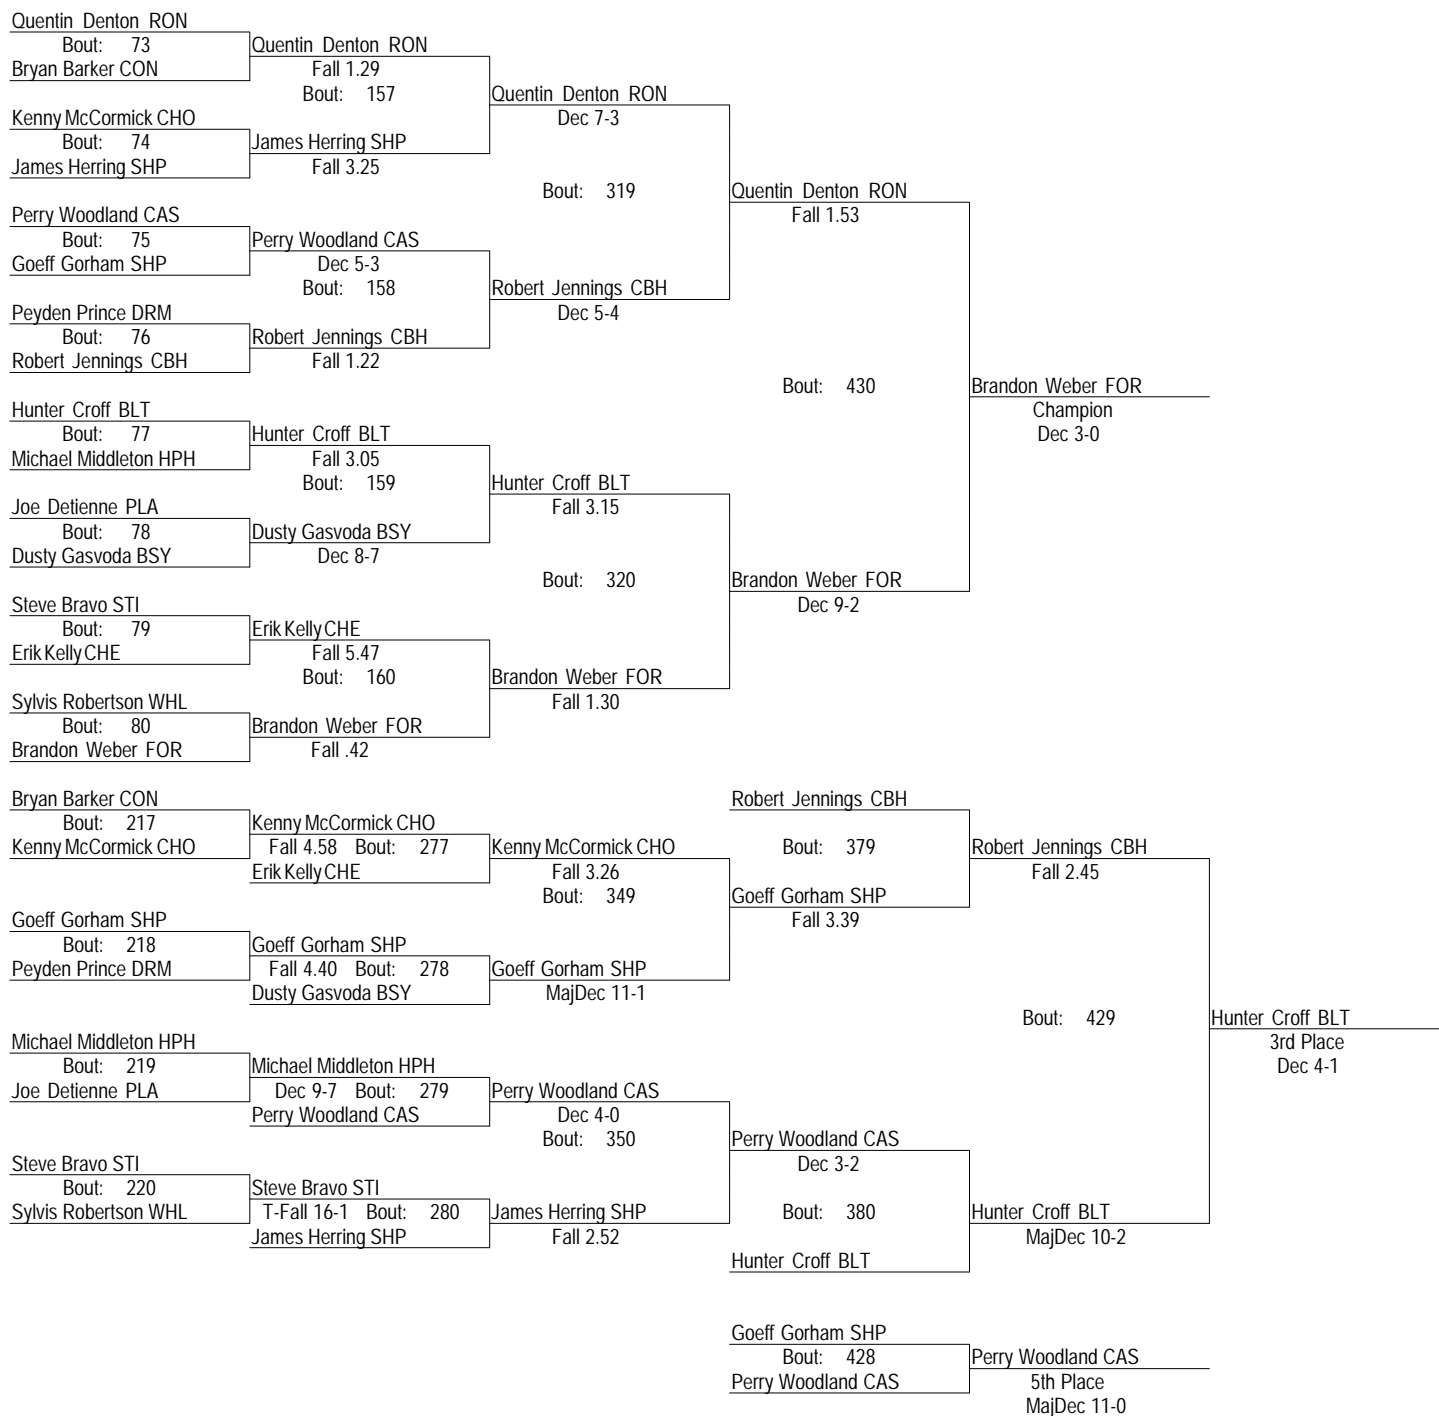 Quentin Denton RON
Bout: 73
Quentin Denton RON
Bryan Barker CON
Fall 1.29
Bout: 157
Quentin Denton RON
Kenny McCormick CHO
Dec 7-3
Bout: 74
James Herring SHP
James Herring SHP
Fall 3.25
Bout: 319
Quentin Denton RON
Perry Woodland CAS
Fall 1.53
Bout: 75
Perry Woodland CAS
Goeff Gorham SHP
Dec 5-3
Bout: 158
Robert Jennings CBH
Peyden Prince DRM
Dec 5-4
Bout: 76
Robert Jennings CBH
Robert Jennings CBH
Fall 1.22
Bout: 430
Brandon Weber FOR
Hunter Croff BLT
Champion
Bout: 77
Hunter Croff BLT
Dec 3-0
Michael Middleton HPH
Fall 3.05
Bout: 159
Hunter Croff BLT
Joe Detienne PLA
Fall 3.15
Bout: 78
Dusty Gasvoda BSY
Dusty Gasvoda BSY
Dec 8-7
Bout: 320
Brandon Weber FOR
Steve Bravo STI
Dec 9-2
Bout: 79
Erik Kelly CHE
Erik Kelly CHE
Fall 5.47
Bout: 160
Brandon Weber FOR
Sylvis Robertson WHL
Fall 1.30
Bout: 80
Brandon Weber FOR
Brandon Weber FOR
Fall .42
Bryan Barker CON
Robert Jennings CBH
Bout: 217
Kenny McCormick CHO
Kenny McCormick CHO
Fall 4.58 Bout: 277
Kenny McCormick CHO
Bout: 379
Robert Jennings CBH
Erik Kelly CHE
Fall 3.26
Fall 2.45
Bout: 349
Goeff Gorham SHP
Goeff Gorham SHP
Fall 3.39
Bout: 218
Goeff Gorham SHP
Peyden Prince DRM
Fall 4.40 Bout: 278
Goeff Gorham SHP
Dusty Gasvoda BSY
MajDec 11-1
Bout: 429
Hunter Croff BLT
Michael Middleton HPH
3rd Place
Bout: 219
Michael Middleton HPH
Dec 4-1
Joe Detienne PLA
Dec 9-7 Bout: 279
Perry Woodland CAS
Perry Woodland CAS
Dec 4-0
Bout: 350
Perry Woodland CAS
Steve Bravo STI
Dec 3-2
Bout: 220
Steve Bravo STI
Sylvis Robertson WHL
T-Fall 16-1 Bout: 280
James Herring SHP
Bout: 380
Hunter Croff BLT
James Herring SHP
Fall 2.52
MajDec 10-2
Hunter Croff BLT
Goeff Gorham SHP
Bout: 428
Perry Woodland CAS
Perry Woodland CAS
5th Place
MajDec 11-0